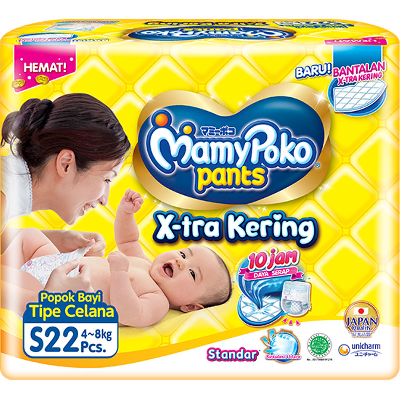 HEMAT!
BARU!
BANTALAN
X-TRA KERING
マミーポコ
MamyPoko
pants
X-tra Kering
10 jam
DAYA SERAP
Popok Bayi
Tipe Celana
S22
4~8kg
Pcs.
Standar
JAPAN
unicharm
ユニ・チャーム